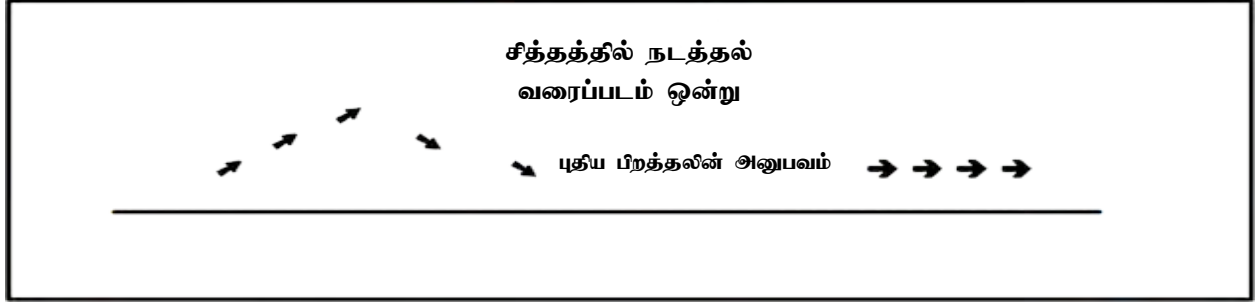 சித்தத்தில் நடத்தல்
வரைப்படம் ஒன்று
புதிய பிறத்தலின் அனுபவம்